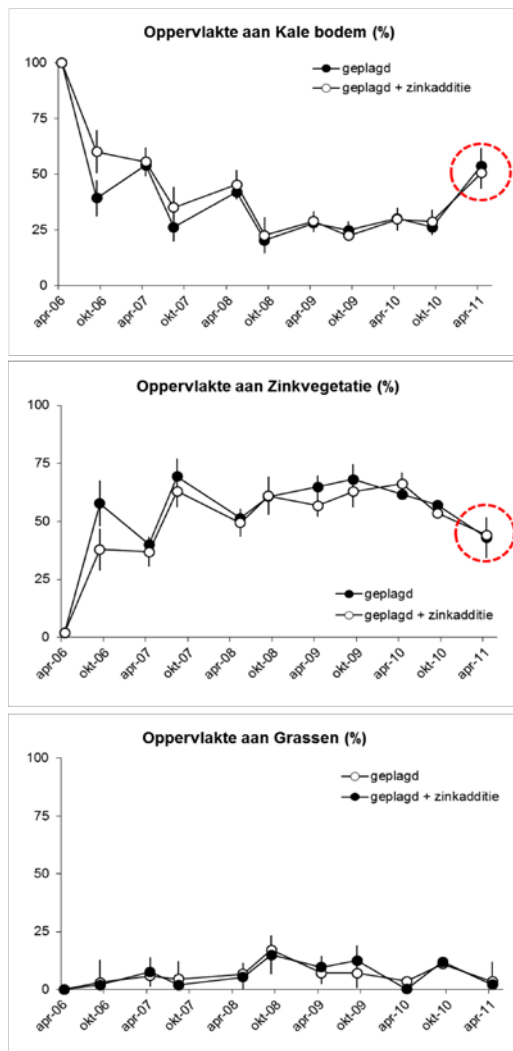 Oppervlakte aan Kale bodem (%)
geplagd
geplagd + zinkadditie
100
75
50
25
0
apr-06
okt-06
apr-07
okt-07
apr-08
okt-08
apr-09
okt-09
apr-10
okt-10
apr-11
Oppervlakte aan Zinkvegetatie (%)
100
75
50
25
0
geplagd
geplagd + zinkadditie
apr-06
okt-06
apr-07
okt-07
apr-08
okt-08
apr-09
okt-09
apr-10
okt-10
apr-11
Oppervlakte aan Grassen (%)
geplagd
geplagd + zinkadditie
100
75
50
25
0
apr-06
okt-06
apr-07
okt-07
apr-08
okt-08
apr-09
okt-09
apr-10
okt-10
apr-11